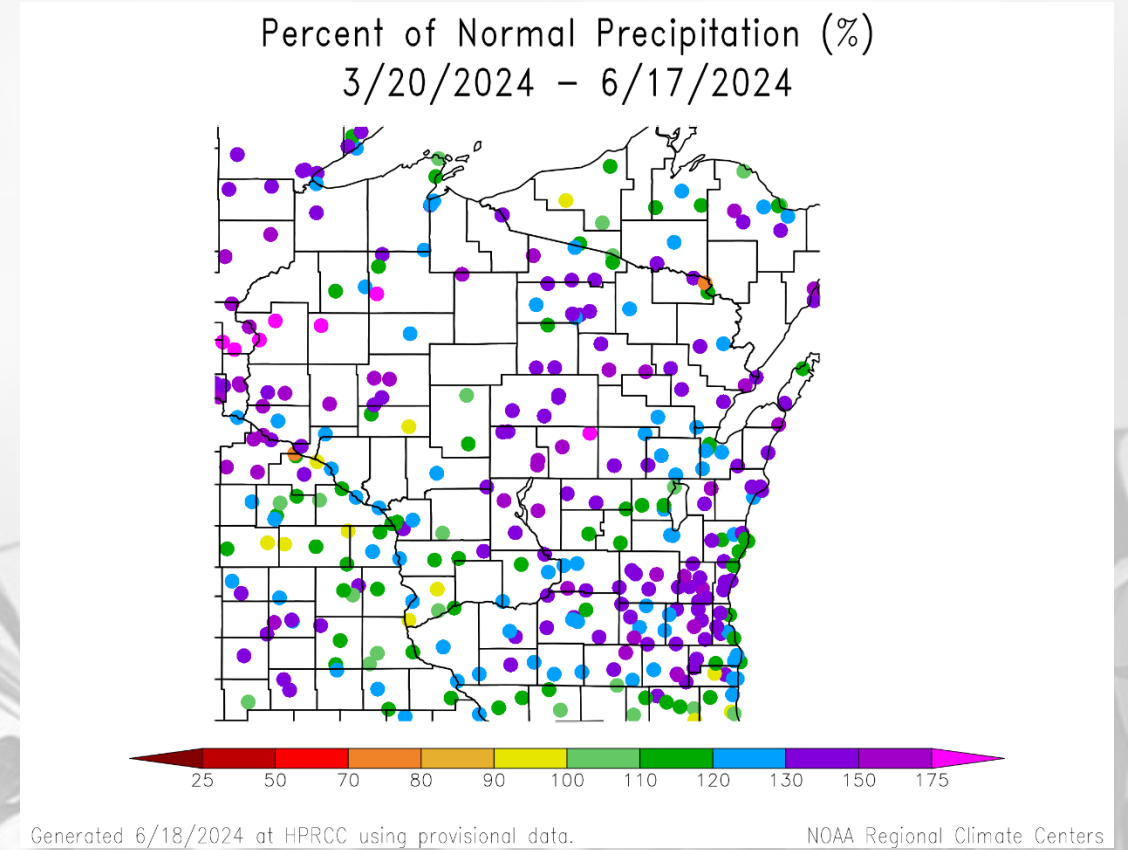 Percent of Normal Precipitation (%)
3/20/2024 – 6/17/2024
25 50 70 80 90 100 110 120 130 150 175
Generated 6/18/2024 at HPRCC using provisional data. NOAA Regional Climate Centers